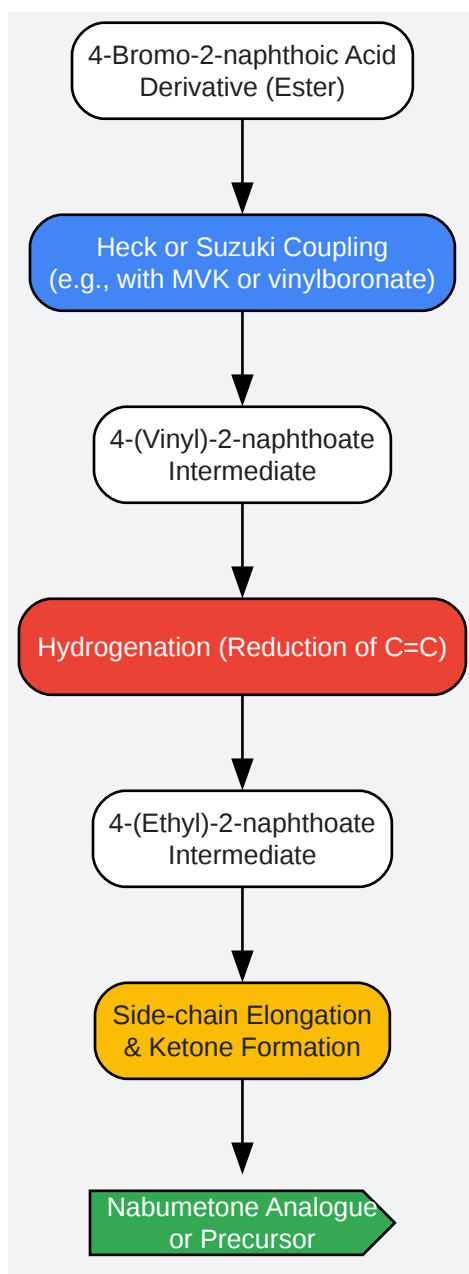 4-Bromo-2-naphthoic Acid
Derivative (Ester)
Heck or Suzuki Coupling
(e.g., with MVK or vinylboronate)
4-(Vinyl)-2-naphthoate
Intermediate
Hydrogenation (Reduction of C=C)
4-(Ethyl)-2-naphthoate
Intermediate
Side-chain Elongation
& Ketone Formation
Nabumetone Analogue
or Precursor